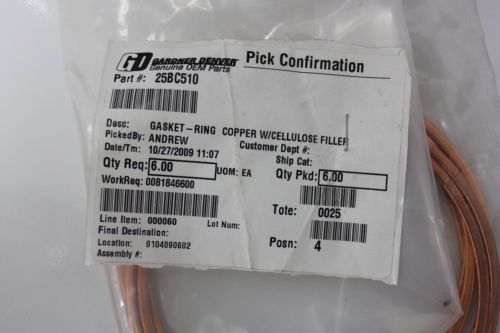 GD GARDNER DENVER Pick Confirmation
Genuine OEM Parts
Part #: 25BC510
Desc: GASKET-RING COPPER W/CELLULOSE FILLER
PickedBy: ANDREW Customer Dept #:
Date/Tm: 10/27/2009 11:07 Ship Cat:
Qty Req: 6.00 UOM: EA Qty Pkd: 6.00
WorkReq: 0081846600
Tote: 0025
Line Item: 000060 Lot Num:
Final Destination:
Location: 0104090602 Posn: 4
Assembly #: